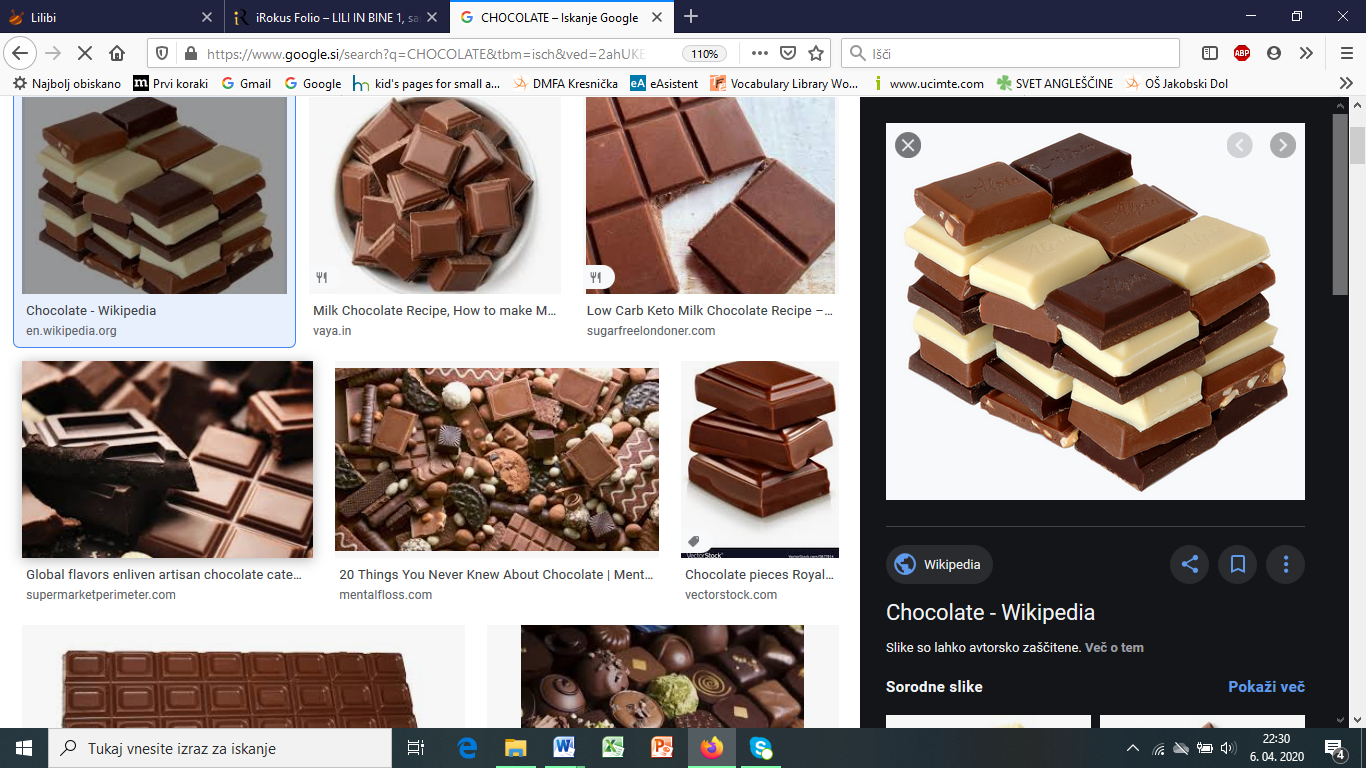 Lilibi
iRokus Folio – LILI IN BINE 1, sa
CHOCOLATE – Iskanje Google
https://www.google.si/search?q=CHOCOLATE&tbm=isch&ved=2ahUKE
110%
Išči
Najbolj obiskano
Prvi koraki
Gmail
Google
kid's pages for small a...
DMFA Kresnička
eAsistent
Vocabulary Library Wo...
www.ucimte.com
SVET ANGLEŠČINE
OŠ Jakobski Dol
Chocolate - Wikipedia
en.wikipedia.org
Milk Chocolate Recipe, How to make M...
vaya.in
Low Carb Keto Milk Chocolate Recipe –...
sugarfreelondoner.com
Global flavors enliven artisan chocolate cate...
supermarketperimeter.com
20 Things You Never Knew About Chocolate | Ment...
mentalfloss.com
VectorStock
Chocolate pieces Royal...
vectorstock.com
Wikipedia
Chocolate - Wikipedia
Slike so lahko avtorsko zaščitene. Več o tem
Sorodne slike
Pokaži več
Tukaj vnesite izraz za iskanje
22:30
6. 04. 2020
4